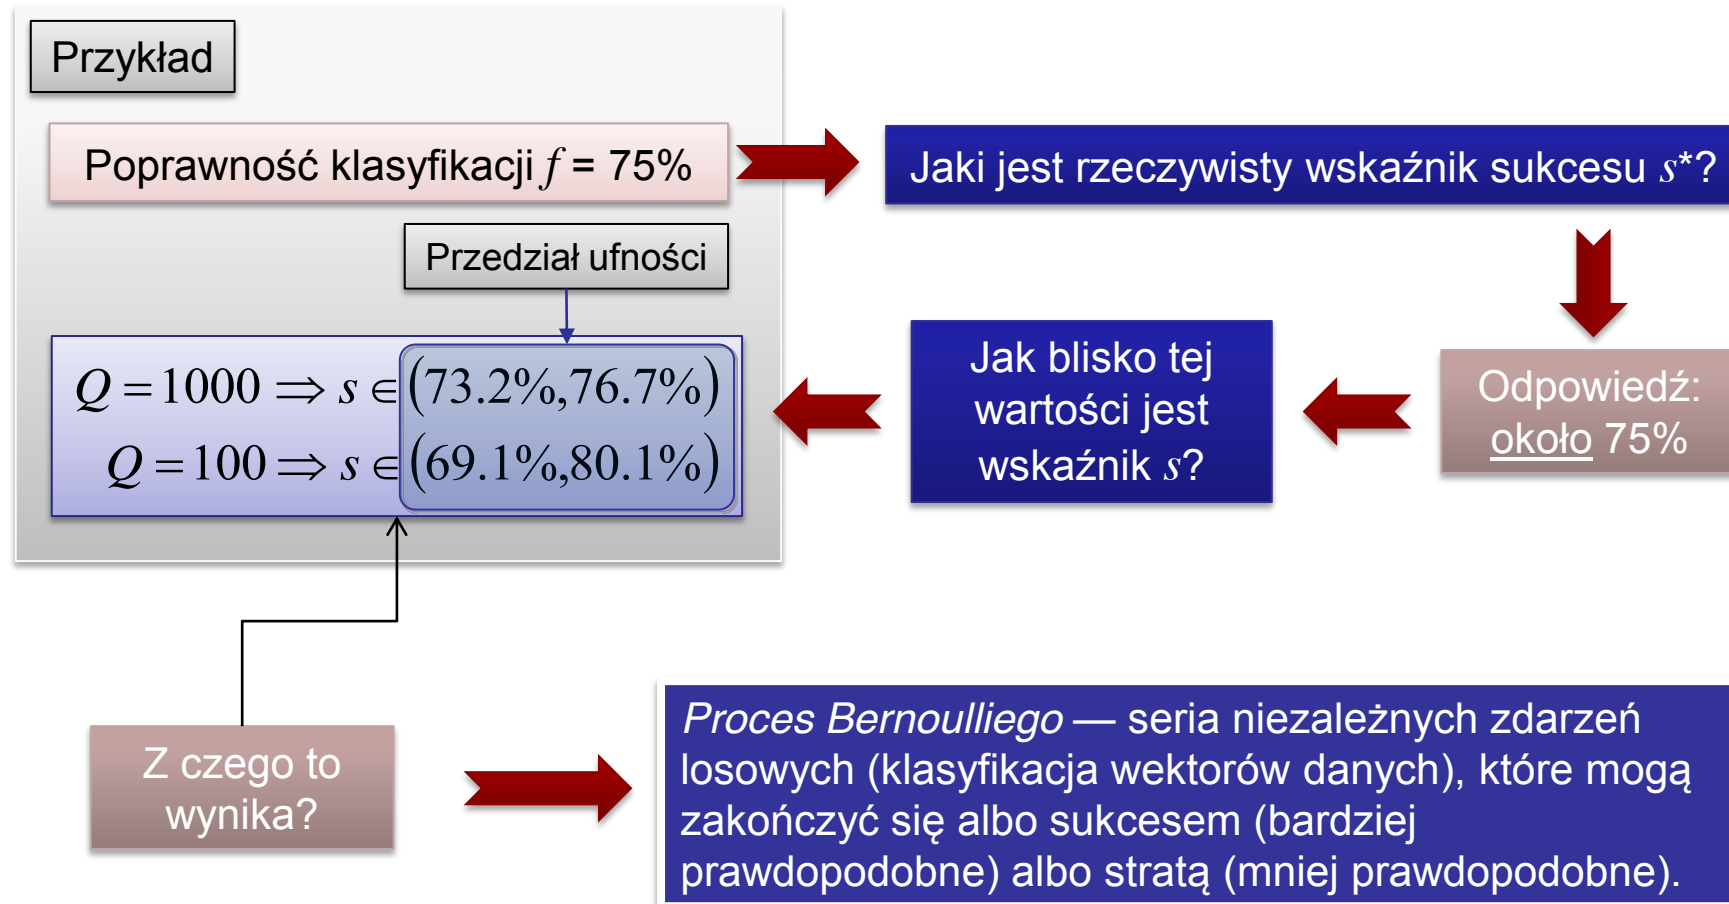 Przykład
Poprawność klasyfikacji f = 75%
Jaki jest rzeczywisty wskaźnik sukcesu s*?
Przedział ufności
Q = 1000 ⇒ s ∈ (73.2%,76.7%)
Q = 100 ⇒ s ∈ (69.1%,80.1%)
Jak blisko tej
wartości jest
wskaźnik s?
Odpowiedź:
około 75%
Z czego to
wynika?
Proces Bernoulliego — seria niezależnych zdarzeń
losowych (klasyfikacja wektorów danych), które mogą
zakończyć się albo sukcesem (bardziej
prawdopodobne) albo stratą (mniej prawdopodobne).